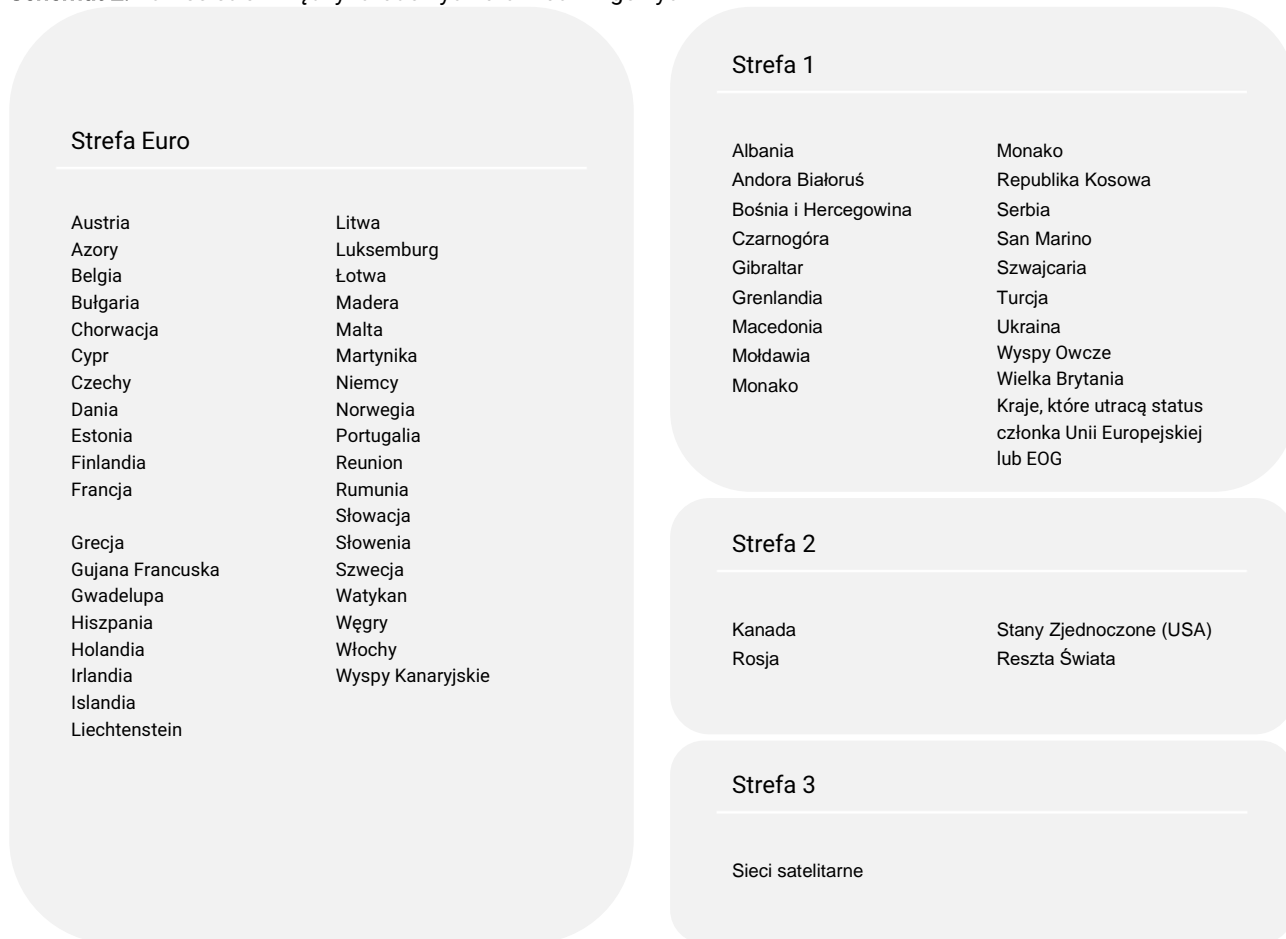 Strefa Euro
Austria
Azory
Belgia
Bułgaria
Chorwacja
Cypr
Czechy
Dania
Estonia
Finlandia
Francja
Grecja
Gujana Francuska
Gwadelupa
Hiszpania
Holandia
Irlandia
Islandia
Liechtenstein
Litwa
Luksemburg
Łotwa
Madera
Malta
Martynika
Niemcy
Norwegia
Portugalia
Reunion
Rumunia
Słowacja
Słowenia
Szwecja
Watykan
Węgry
Włochy
Wyspy Kanaryjskie
Strefa 1
Albania
Andora Białoruś
Bośnia i Hercegowina
Czarnogóra
Gibraltar
Grenlandia
Macedonia
Mołdawia
Monako
Monako
Republika Kosowa
Serbia
San Marino
Szwajcaria
Turcja
Ukraina
Wyspy Owcze
Wielka Brytania
Kraje, które utracą status
członka Unii Europejskiej
lub EOG
Strefa 2
Kanada
Rosja
Stany Zjednoczone (USA)
Reszta Świata
Strefa 3
Sieci satelitarne